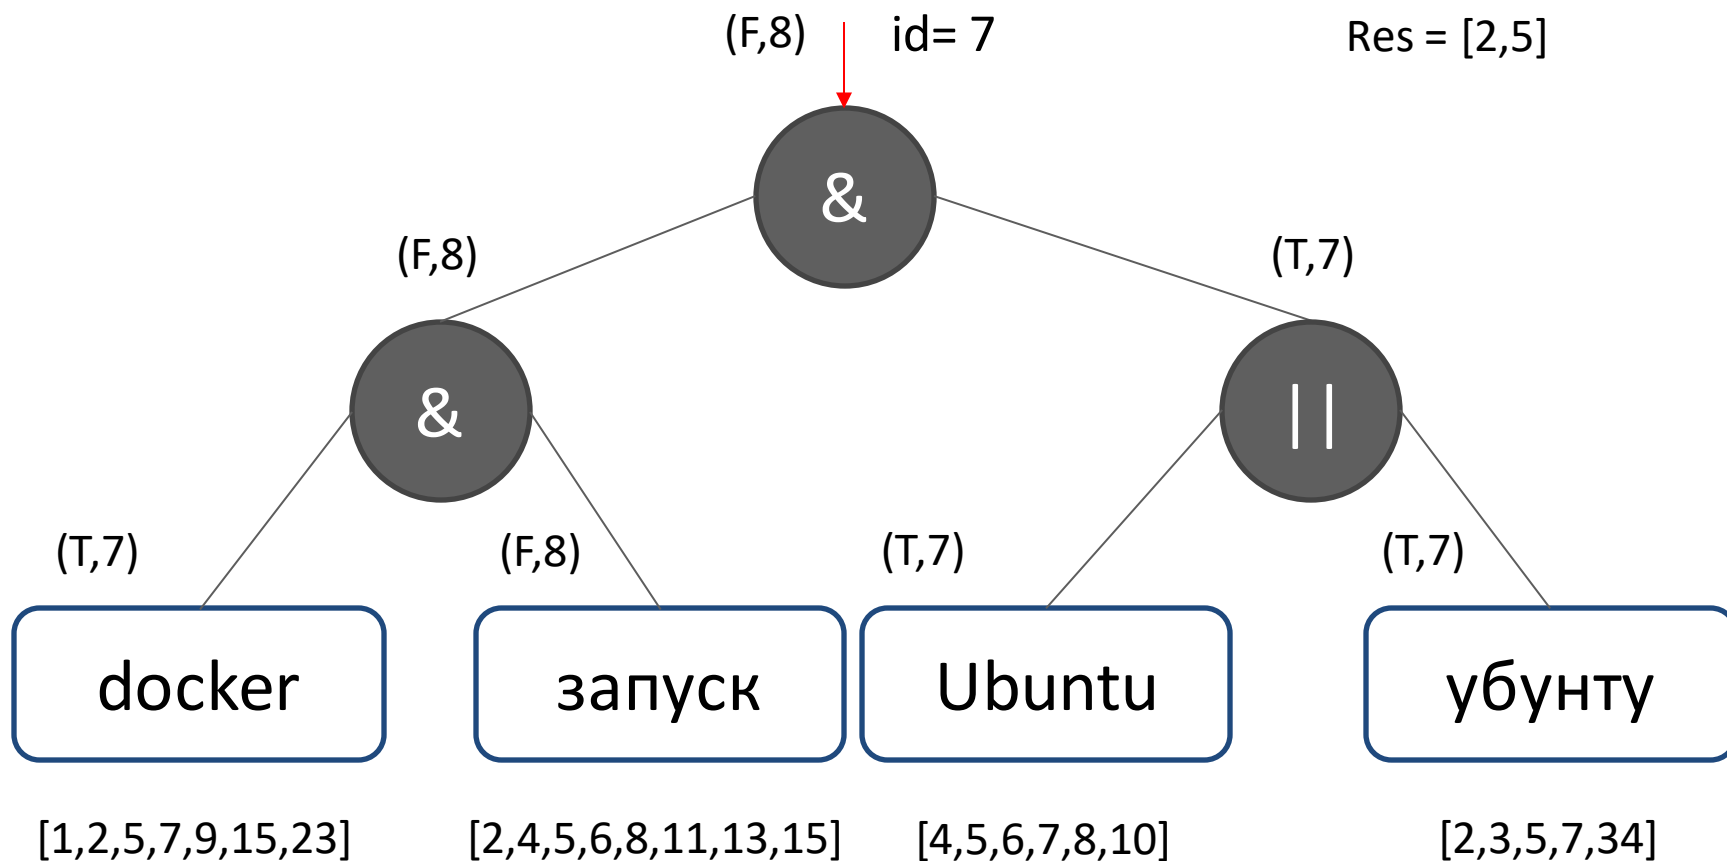 (F,8) id= 7 Res = [2,5]
&
(F,8) (T,7)
& ||
(T,7) (F,8) (T,7) (T,7)
docker запуск Ubuntu убунту
[1,2,5,7,9,15,23] [2,4,5,6,8,11,13,15] [4,5,6,7,8,10] [2,3,5,7,34]